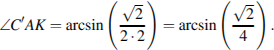 ∠C′AK = arcsin (√2 / 2·2) = arcsin (√2 / 4).